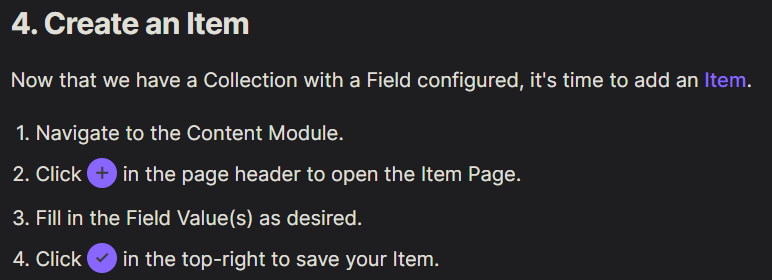 4. Create an Item
Now that we have a Collection with a Field configured, it's time to add an Item.
1. Navigate to the Content Module.
2. Click + in the page header to open the Item Page.
3. Fill in the Field Value(s) as desired.
4. Click ✓ in the top-right to save your Item.